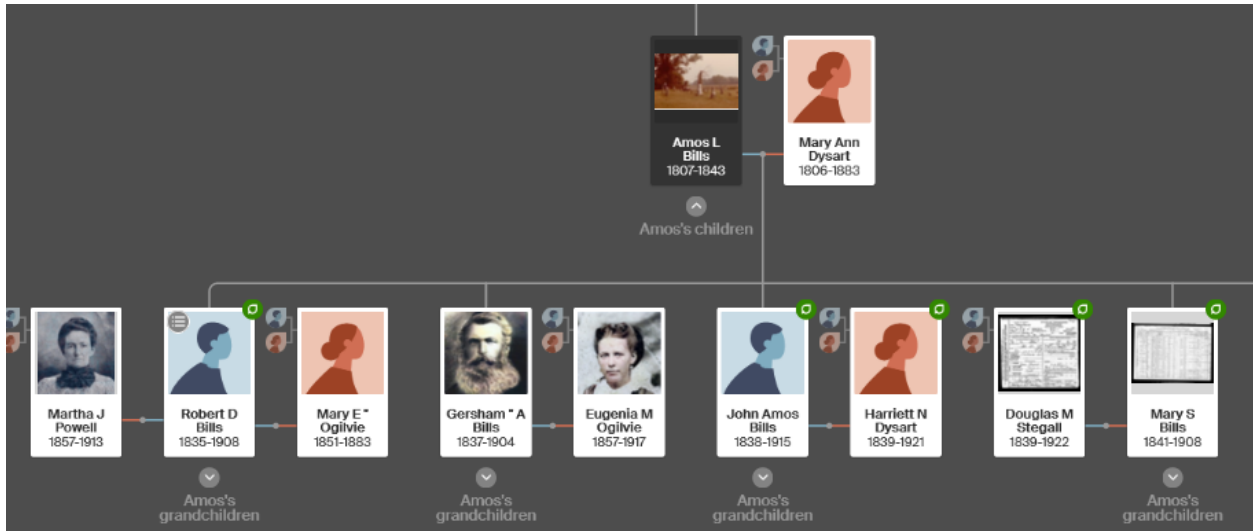 Amos L
Bills
1807-1843
Mary Ann
Dysart
1806-1883
Amos's children
Martha J
Powell
1857-1913
Robert D
Bills
1835-1908
Mary E "
Ogilvie
1851-1883
Gersham " A
Bills
1837-1904
Eugenia M
Ogilvie
1857-1917
John Amos
Bills
1838-1915
Harriett N
Dysart
1839-1921
Douglas M
Stegall
1839-1922
Mary S
Bills
1841-1908
Amos's
grandchildren
Amos's
grandchildren
Amos's
grandchildren
Amos's
grandchildren